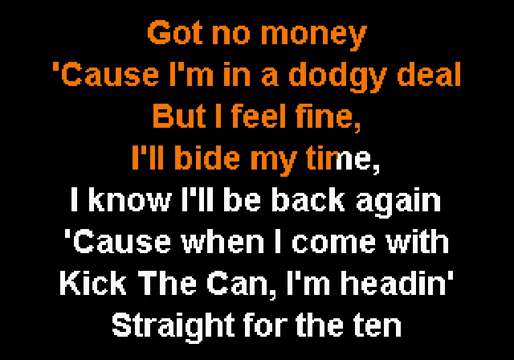 Got no money
'Cause I'm in a dodgy deal
But I feel fine,
I'll bide my time,
I know I'll be back again
'Cause when I come with
Kick The Can, I'm headin'
Straight for the ten